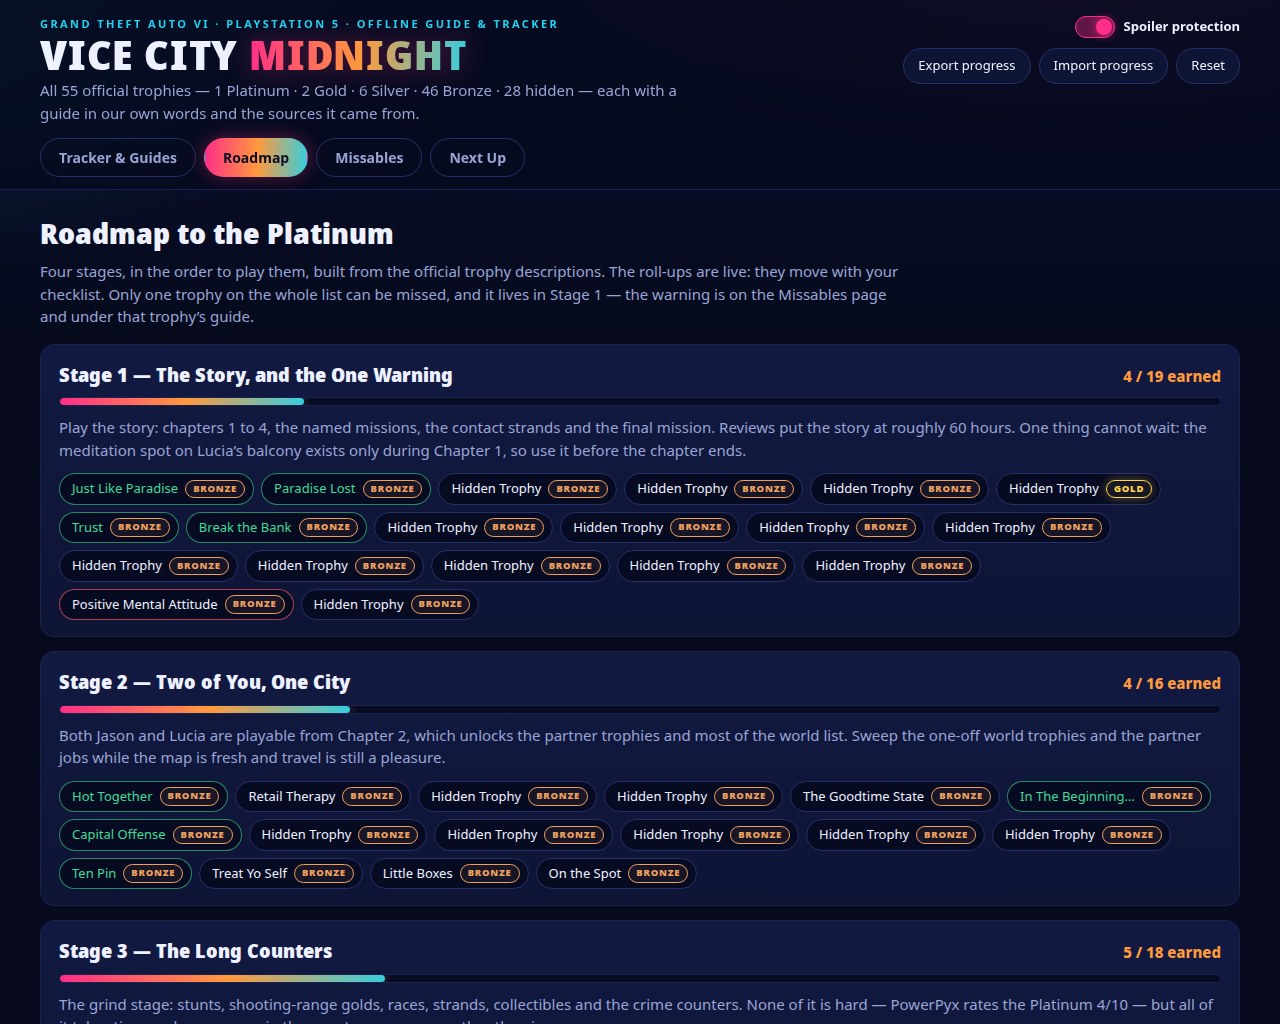 GRAND THEFT AUTO VI · PLAYSTATION 5 · OFFLINE GUIDE & TRACKER
VICE CITY MIDNIGHT
All 55 official trophies — 1 Platinum · 2 Gold · 6 Silver · 46 Bronze · 28 hidden — each with a
guide in our own words and the sources it came from.
Spoiler protection
Export progress
Import progress
Reset
Tracker & Guides
Roadmap
Missables
Next Up
Roadmap to the Platinum
Four stages, in the order to play them, built from the official trophy descriptions. The roll-ups are live: they move with your
checklist. Only one trophy on the whole list can be missed, and it lives in Stage 1 — the warning is on the Missables page
and under that trophy’s guide.
Stage 1 — The Story, and the One Warning
4 / 19 earned
Play the story: chapters 1 to 4, the named missions, the contact strands and the final mission. Reviews put the story at roughly 60 hours. One thing cannot wait: the
meditation spot on Lucia’s balcony exists only during Chapter 1, so use it before the chapter ends.
Just Like Paradise BRONZE Paradise Lost BRONZE Hidden Trophy BRONZE Hidden Trophy BRONZE Hidden Trophy BRONZE Hidden Trophy GOLD
Trust BRONZE Break the Bank BRONZE Hidden Trophy BRONZE Hidden Trophy BRONZE Hidden Trophy BRONZE Hidden Trophy BRONZE
Hidden Trophy BRONZE Hidden Trophy BRONZE Hidden Trophy BRONZE Hidden Trophy BRONZE Hidden Trophy BRONZE
Positive Mental Attitude BRONZE Hidden Trophy BRONZE
Stage 2 — Two of You, One City
4 / 16 earned
Both Jason and Lucia are playable from Chapter 2, which unlocks the partner trophies and most of the world list. Sweep the one-off world trophies and the partner
jobs while the map is fresh and travel is still a pleasure.
Hot Together BRONZE Retail Therapy BRONZE Hidden Trophy BRONZE Hidden Trophy BRONZE The Goodtime State BRONZE In The Beginning... BRONZE
Capital Offense BRONZE Hidden Trophy BRONZE Hidden Trophy BRONZE Hidden Trophy BRONZE Hidden Trophy BRONZE Hidden Trophy BRONZE
Ten Pin BRONZE Treat Yo Self BRONZE Little Boxes BRONZE On the Spot BRONZE
Stage 3 — The Long Counters
5 / 18 earned
The grind stage: stunts, shooting-range golds, races, strands, collectibles and the crime counters. None of it is hard — PowerPyx rates the Platinum 4/10 — but all of